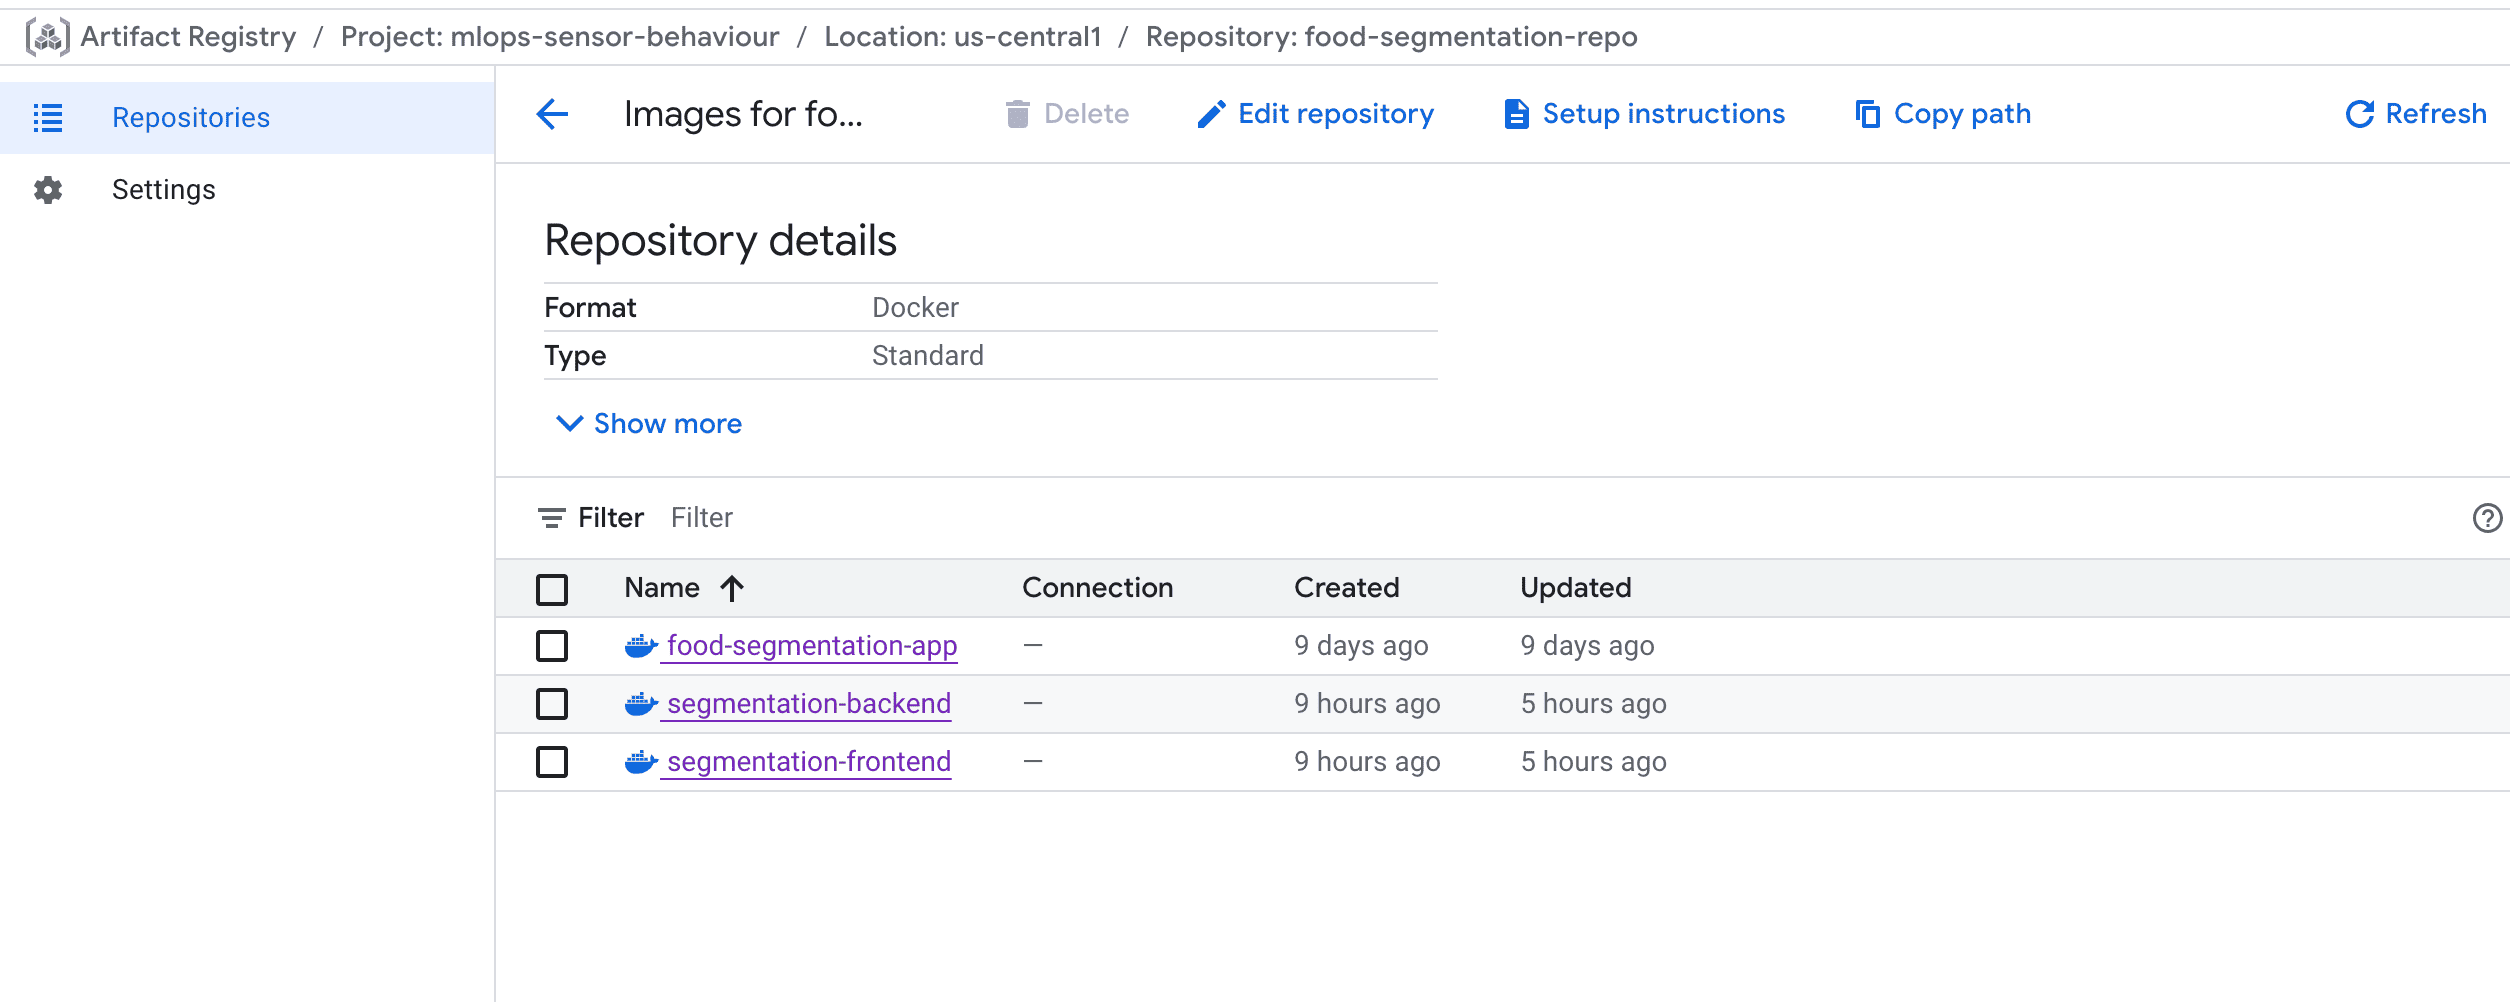 Artifact Registry / Project: mlops-sensor-behaviour / Location: us-central1 / Repository: food-segmentation-repo
Repositories
Settings
Images for fo... Delete Edit repository Setup instructions Copy path Refresh
Repository details
Format Docker
Type Standard
Show more
Filter Filter
Name Connection Created Updated
food-segmentation-app — 9 days ago 9 days ago
segmentation-backend — 9 hours ago 5 hours ago
segmentation-frontend — 9 hours ago 5 hours ago